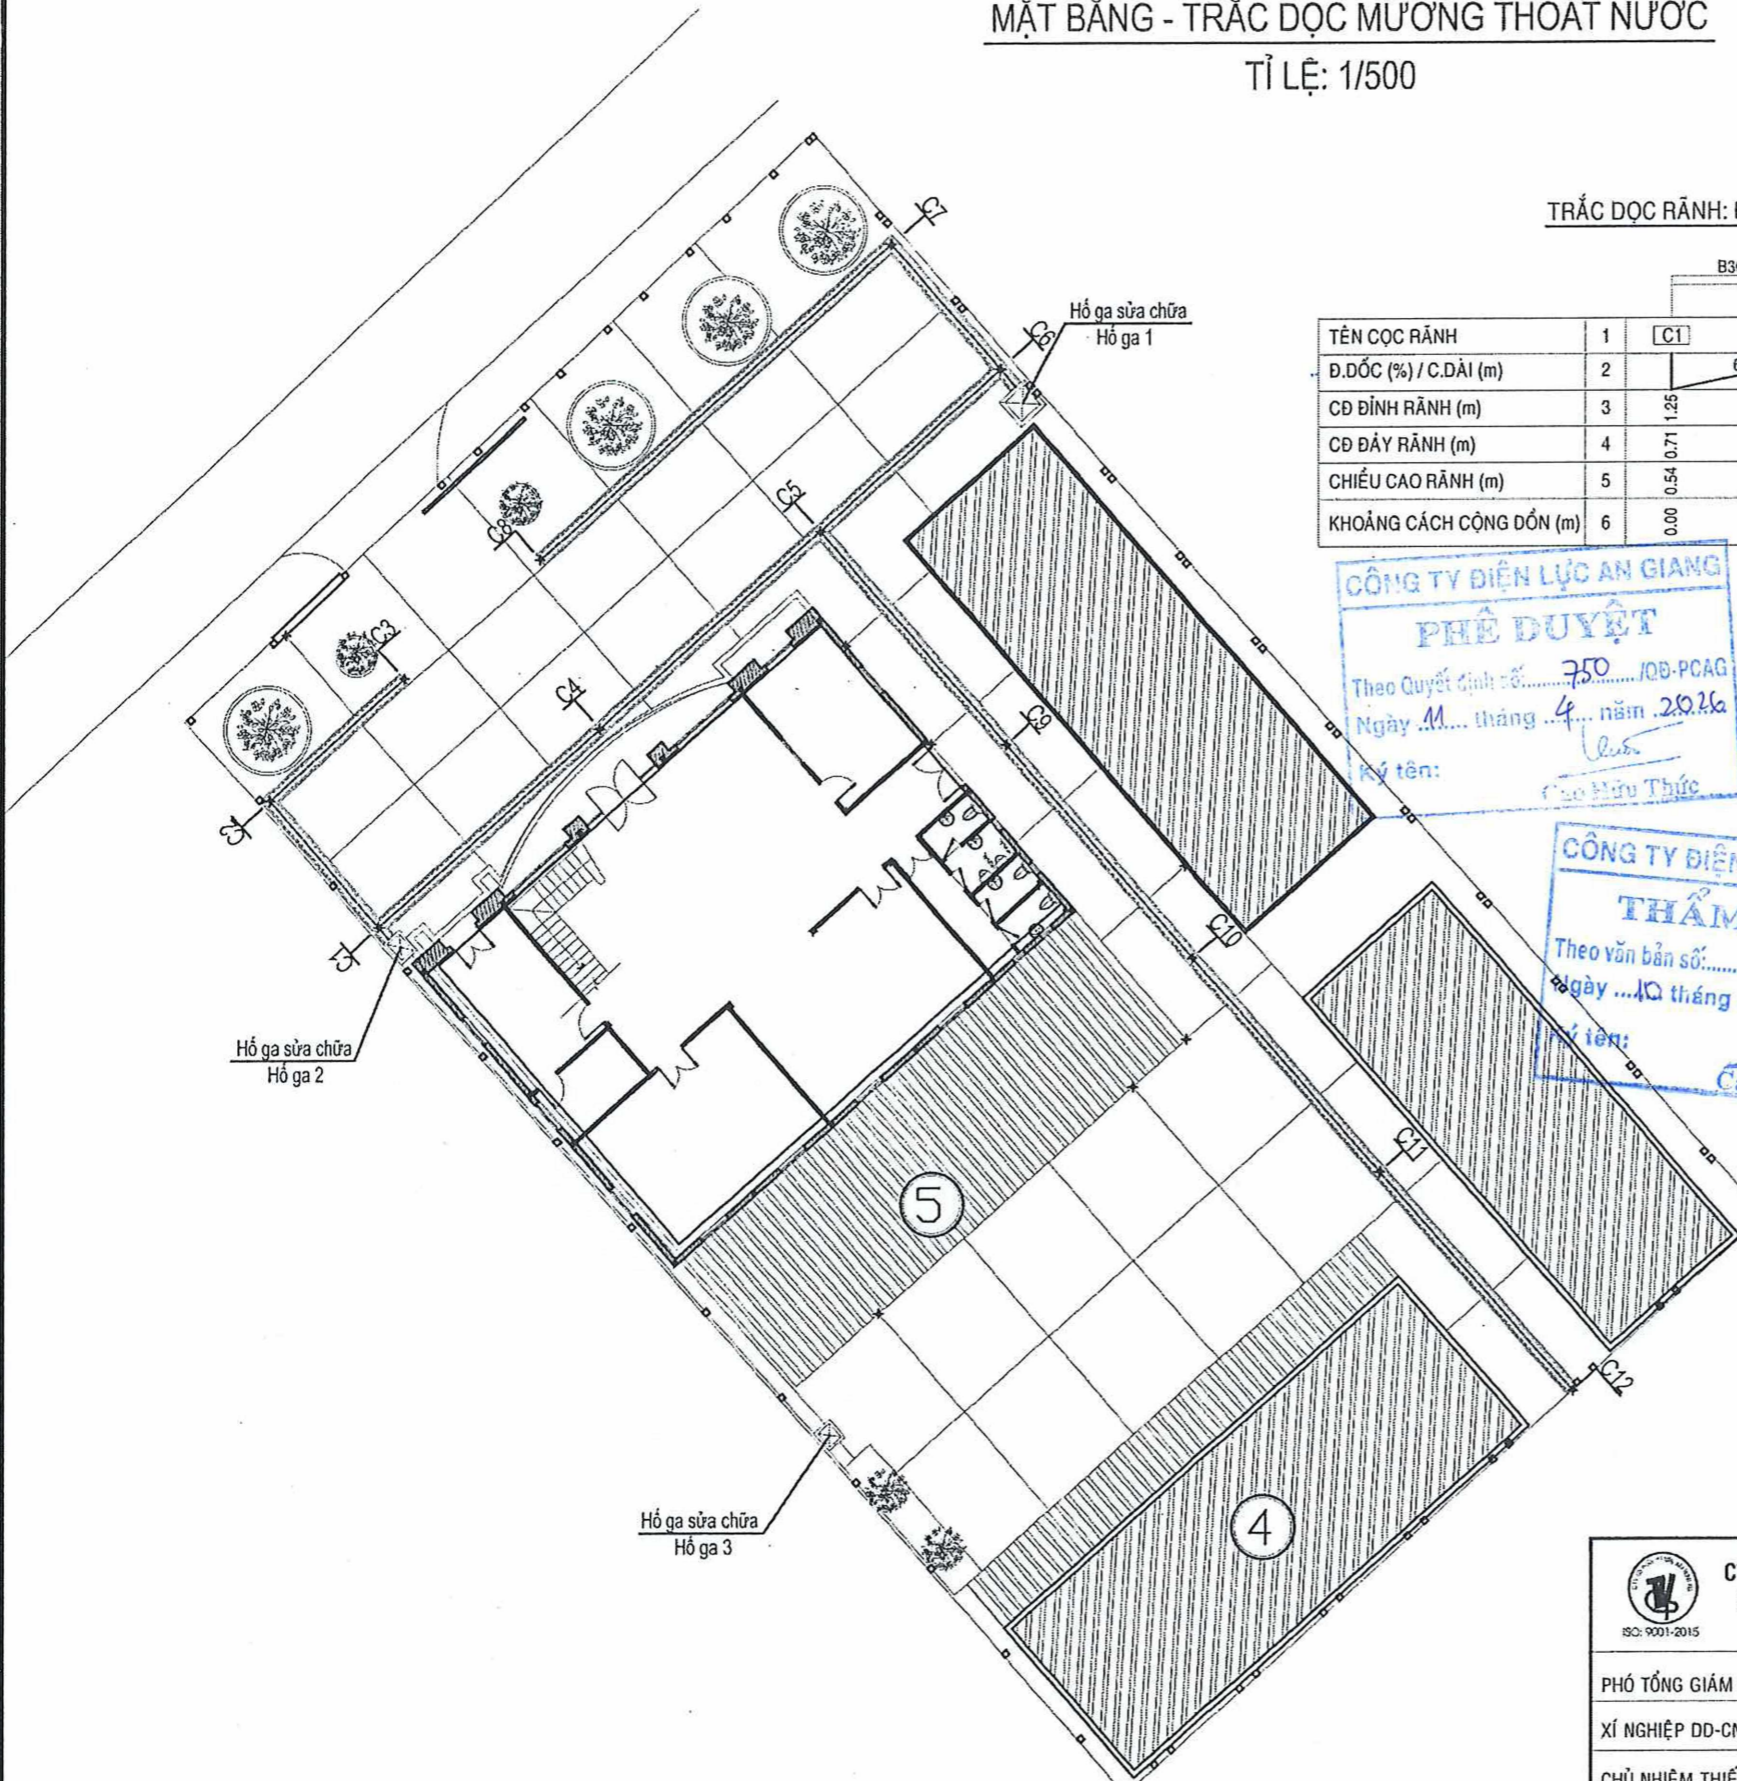 MẶT BẰNG - TRẮC DỌC MƯƠNG THOÁT NƯỚC
TỈ LỆ: 1/500
TRẮC DỌC RÃNH:
TÊN CỌC RÃNH 1 C1
Đ.DỐC (%) / C.DÀI (m) 2
CĐ ĐỈNH RÃNH (m) 3 1.25
CĐ ĐÁY RÃNH (m) 4 0.71
CHIỀU CAO RÃNH (m) 5 0.54
KHOẢNG CÁCH CỘNG DỒN (m) 6 0.00
C7
C6
Hố ga sửa chữa
Hố ga 1
C5
C8
C3
C4
C9
C2
C1
C10
C11
C12
Hố ga sửa chữa
Hố ga 2
5
Hố ga sửa chữa
Hố ga 3
4
CÔNG TY ĐIỆN LỰC AN GIANG
PHÊ DUYỆT
Theo Quyết định số: 750 /QĐ-PCAG
Ngày 11 tháng 4 năm 2026
Ký tên:
Cao Hữu Thức
CÔNG TY ĐIỆN
THẨM
Theo văn bản số:
Ngày 10 tháng
Ký tên:
ISO: 9001-2015
PHÓ TỔNG GIÁM
XÍ NGHIỆP DD-CN
CHỦ NHIỆM THIẾ